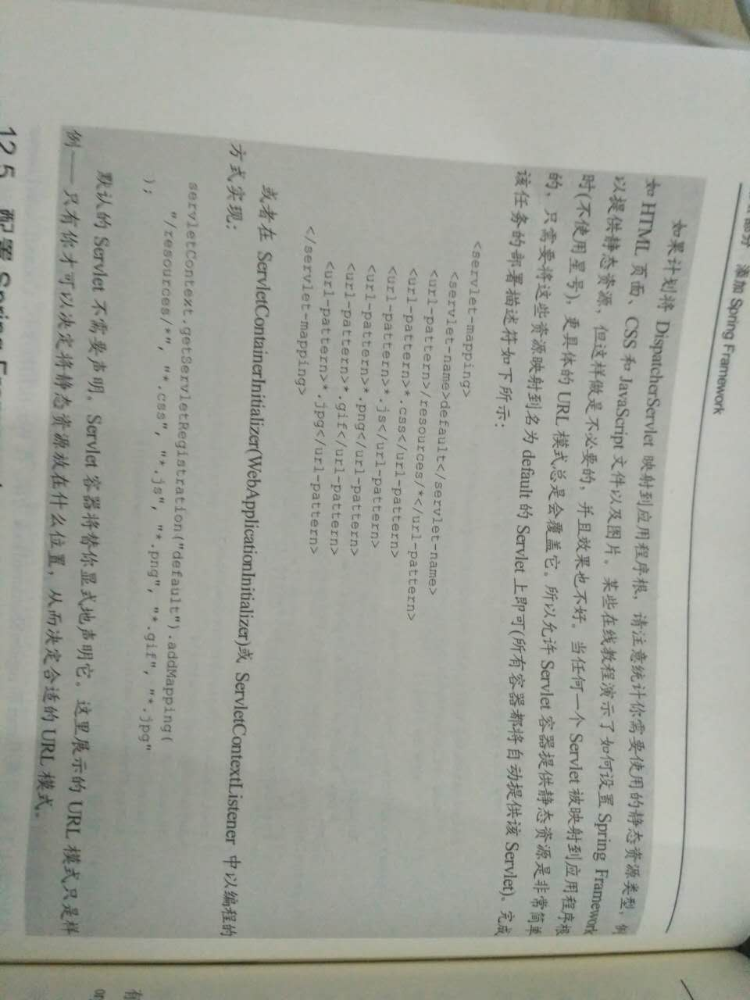 添加 Spring Framework
如果计划将 DispatcherServlet 映射到应用程序根，请注意统计你需要使用的静态资源类型，例
如 HTML 页面、CSS 和 JavaScript 文件以及图片。某些在线教程演示了如何设置 Spring Framework
以提供静态资源，但这样做是不必要的，并且效果也不好。当任何一个 Servlet 被映射到应用程序根
时(不使用星号)，更具体的 URL 模式总是会覆盖它。所以允许 Servlet 容器提供静态资源是非常简单
的，只需要将这些资源映射到名为 default 的 Servlet 上即可(所有容器都将自动提供该 Servlet)。完成
该任务的部署描述符如下所示：
<servlet-mapping>
<servlet-name>default</servlet-name>
<url-pattern>/resources/*</url-pattern>
<url-pattern>*.css</url-pattern>
<url-pattern>*.js</url-pattern>
<url-pattern>*.png</url-pattern>
<url-pattern>*.gif</url-pattern>
<url-pattern>*.jpg</url-pattern>
</servlet-mapping>
或者在 ServletContainerInitializer(WebApplicationInitializer)或 ServletContextListener 中以编程的
方式实现：
servletContext.getServletRegistration("default").addMapping(
"/resources/*", "*.css", "*.js", "*.png", "*.gif", "*.jpg"
);
默认的 Servlet 不需要声明。Servlet 容器将替你显式地声明它。这里展示的 URL 模式只是样
例——只有你才可以决定将静态资源放在什么位置，从而决定合适的 URL 模式。
12.5 配置 Spring